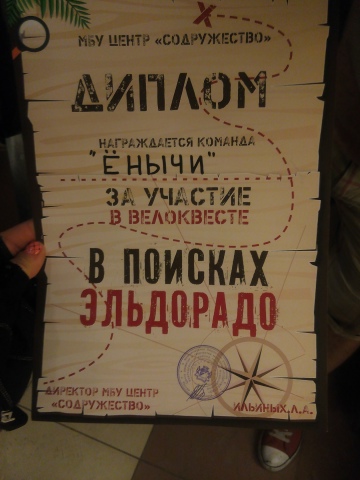 МБУ ЦЕНТР «СОДРУЖЕСТВО»
ДИПЛОМ
НАГРАЖДАЕТСЯ КОМАНДА
"ЁНЫЧИ"
ЗА УЧАСТИЕ
В ВЕЛОКВЕСТЕ
В ПОИСКАХ
ЭЛЬДОРАДО
ДИРЕКТОР МБУ ЦЕНТР
«СОДРУЖЕСТВО»
ИЛЬИНЫХ Л.А.